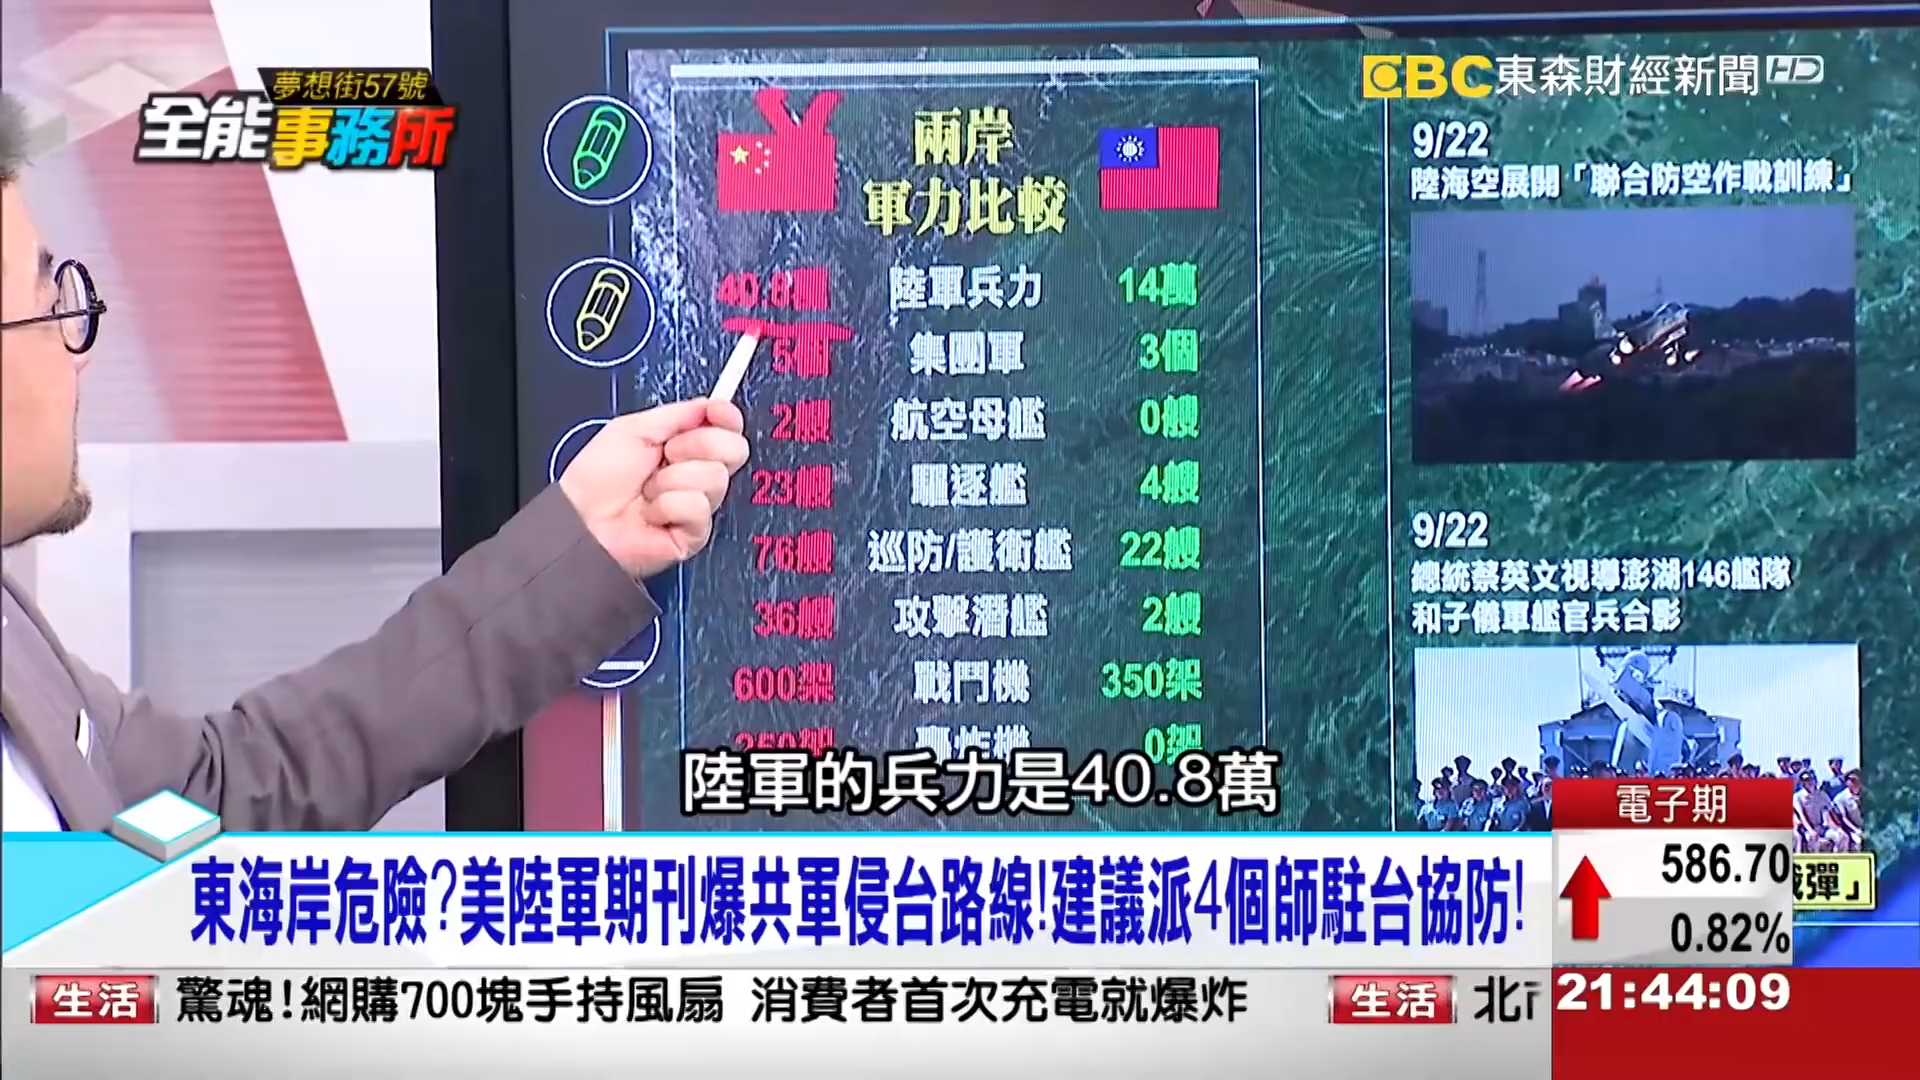 夢想街57號
全能事務所
EBC東森財經新聞HD
兩岸
軍力比較
40.8萬 陸軍兵力 14萬
5個 集團軍 3個
2艘 航空母艦 0艘
23艘 驅逐艦 4艘
76艘 巡防/護衛艦 22艘
36艘 攻擊潛艦 2艘
600架 戰鬥機 350架
250架 轟炸機 0架
9/22
陸海空展開「聯合防空作戰訓練」
9/22
總統蔡英文視導澎湖146艦隊
和子儀軍艦官兵合影
彈」
陸軍的兵力是40.8萬
東海岸危險?美陸軍期刊爆共軍侵台路線!建議派4個師駐台協防!
電子期
586.70
0.82%
生活 驚魂!網購700塊手持風扇 消費者首次充電就爆炸 生活 北
21:44:09